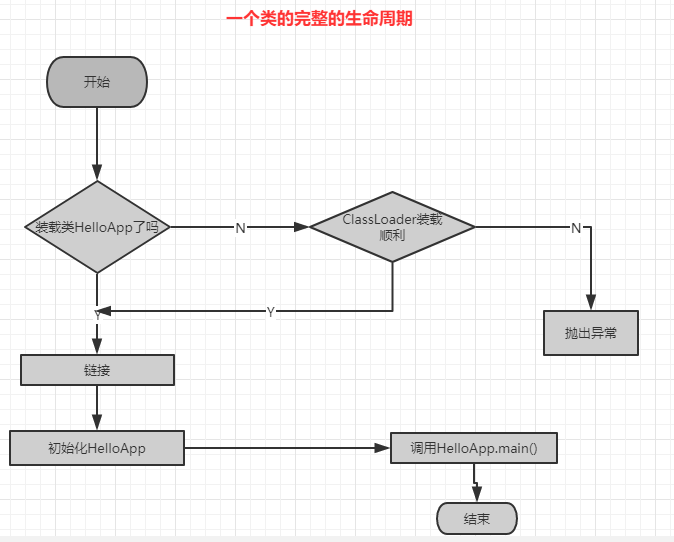 一个类的完整的生命周期
开始
装载类HelloApp了吗
N
ClassLoader装载
顺利
N
Y
Y
抛出异常
链接
初始化HelloApp
调用HelloApp.main()
结束